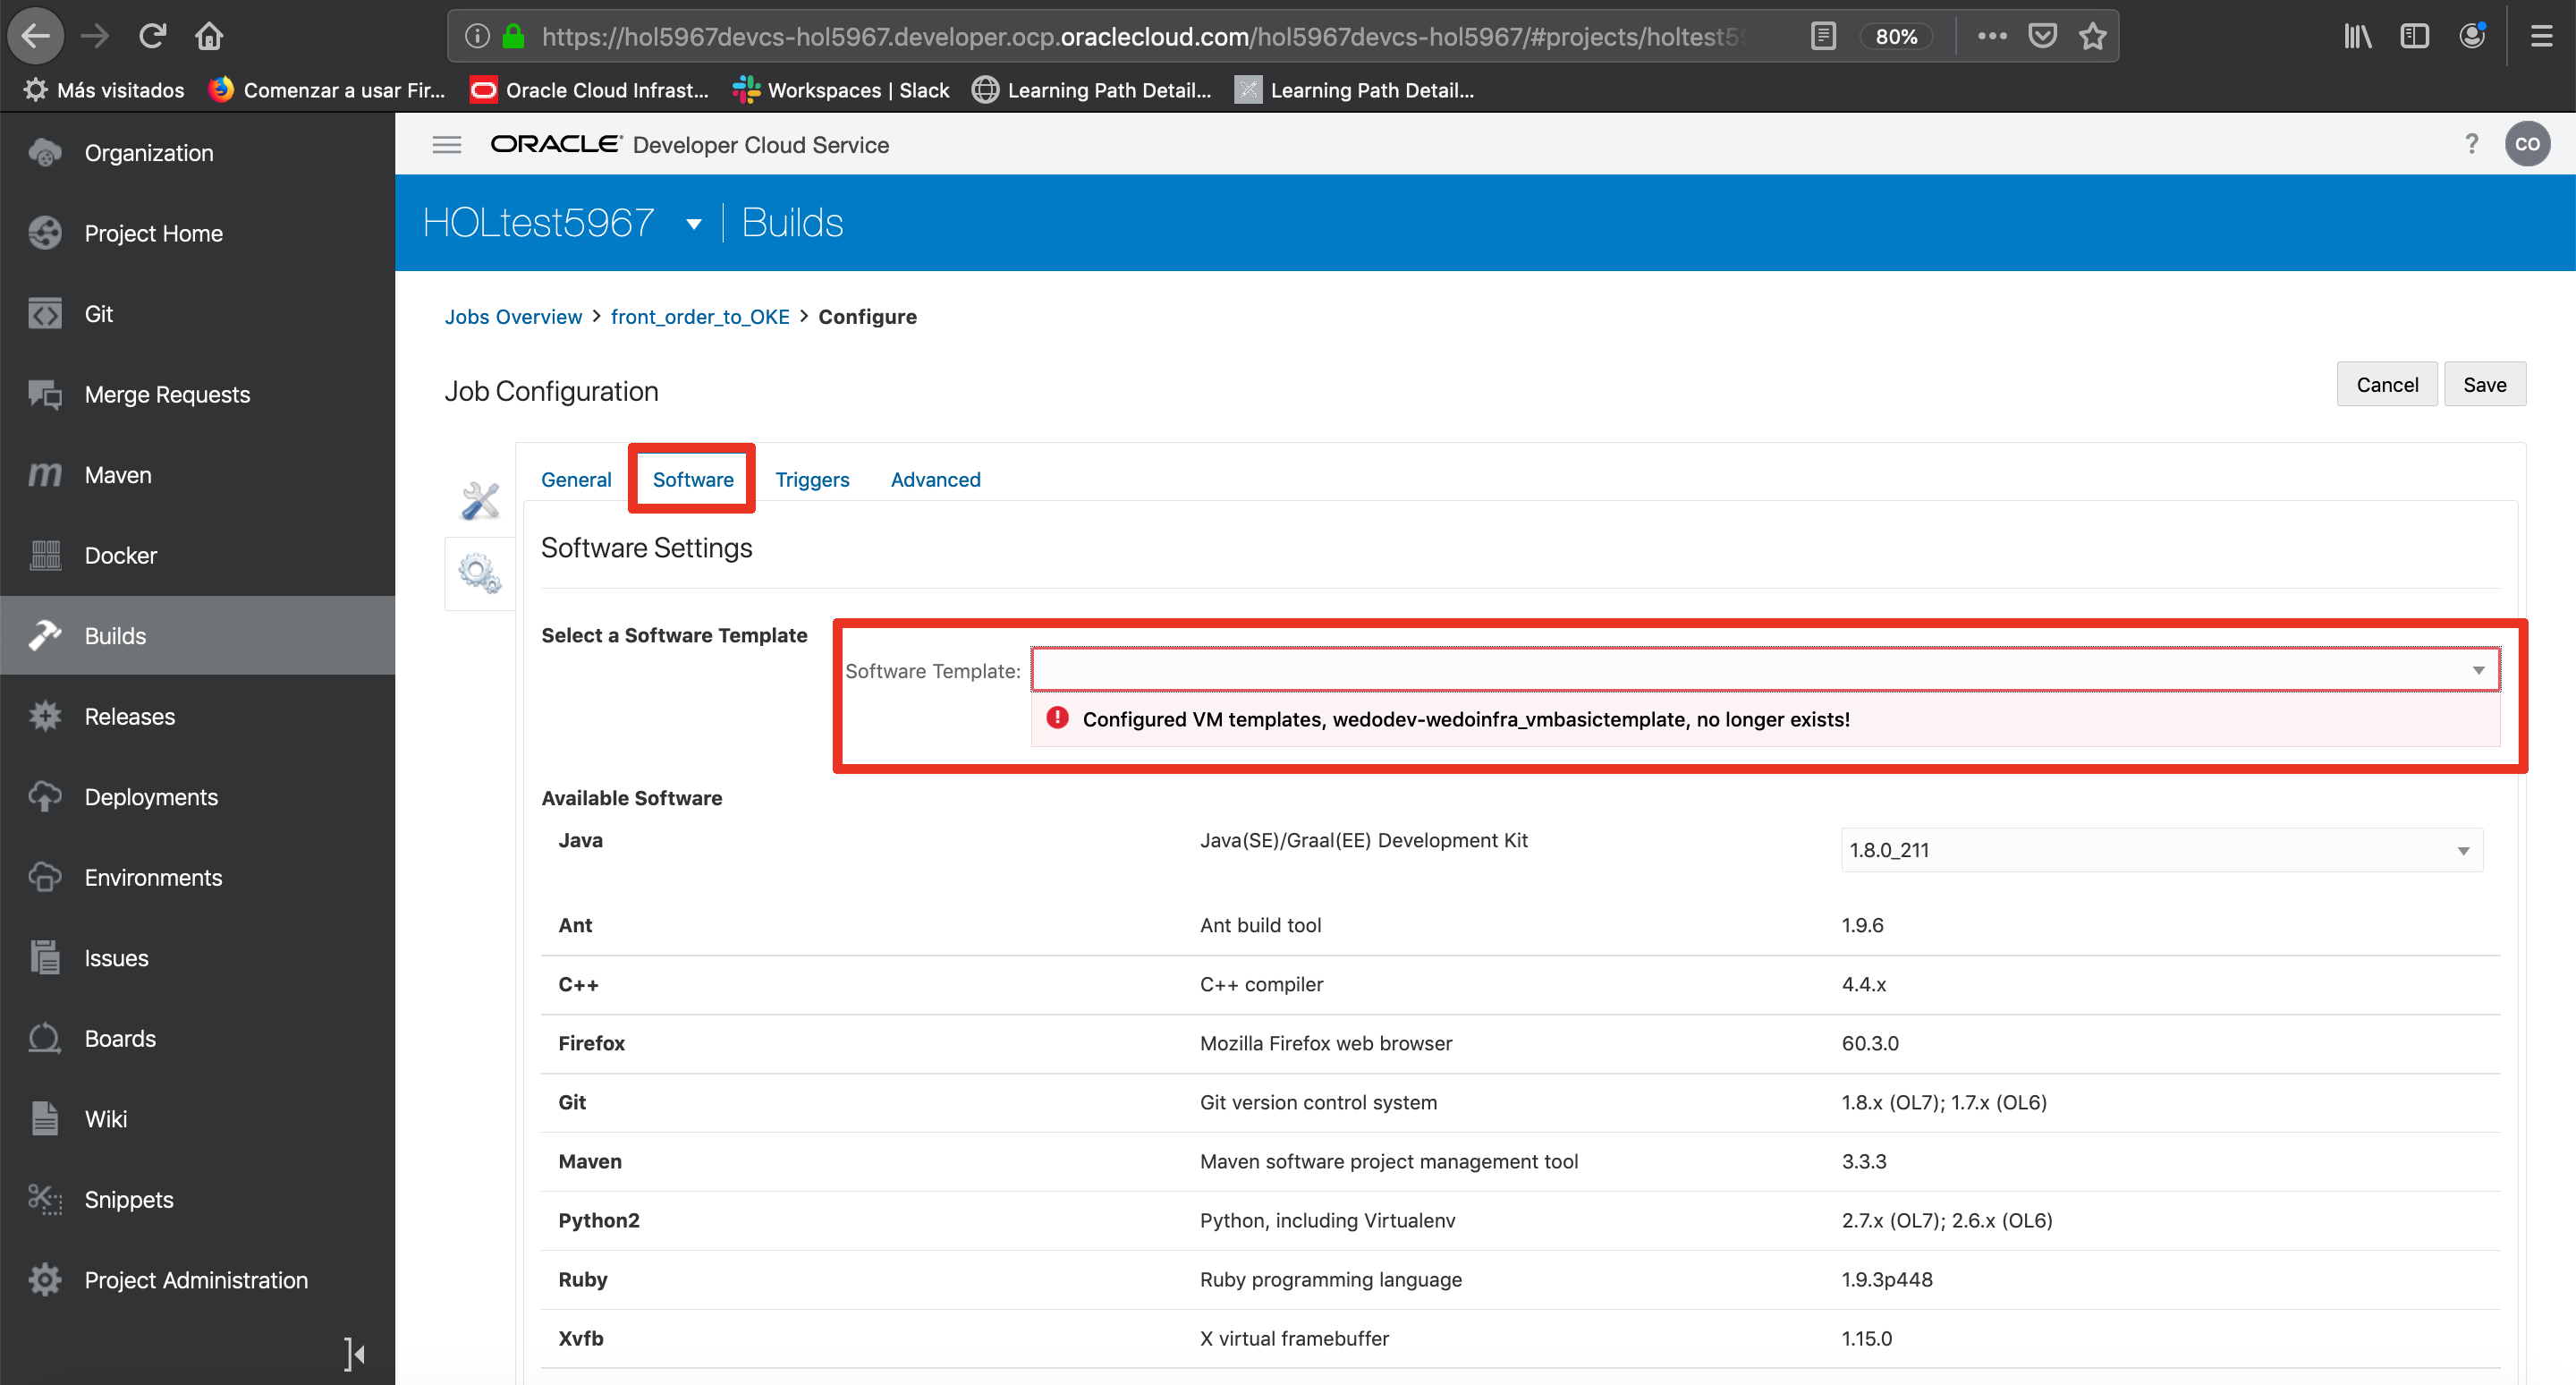 https://hol5967devcs-hol5967.developer.ocp.oraclecloud.com/hol5967devcs-hol5967/#projects/holtest59
80%
Más visitados
Comenzar a usar Fir...
Oracle Cloud Infrast...
Workspaces | Slack
Learning Path Detail...
Learning Path Detail...
Organization
Project Home
Git
Merge Requests
Maven
Docker
Builds
Releases
Deployments
Environments
Issues
Boards
Wiki
Snippets
Project Administration
ORACLE Developer Cloud Service
? CO
HOLtest5967 | Builds
Jobs Overview > front_order_to_OKE > Configure
Job Configuration
Cancel Save
General Software Triggers Advanced
Software Settings
Select a Software Template
Software Template:
Configured VM templates, wedodev-wedoinfra_vmbasictemplate, no longer exists!
Available Software
Java Java(SE)/Graal(EE) Development Kit 1.8.0_211
Ant Ant build tool 1.9.6
C++ C++ compiler 4.4.x
Firefox Mozilla Firefox web browser 60.3.0
Git Git version control system 1.8.x (OL7); 1.7.x (OL6)
Maven Maven software project management tool 3.3.3
Python2 Python, including Virtualenv 2.7.x (OL7); 2.6.x (OL6)
Ruby Ruby programming language 1.9.3p448
Xvfb X virtual framebuffer 1.15.0